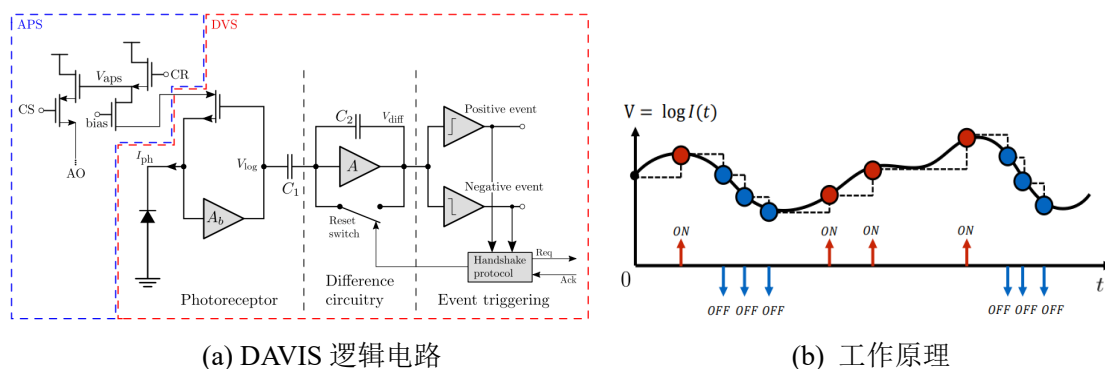 APS
DVS
V_aps
CR
CS
bias
AO
I_ph
A_b
V_log
C_1
C_2
V_diff
A
Reset
switch
Positive event
Negative event
Handshake
protocol
Req
Ack
Photoreceptor
Difference
circuitry
Event triggering
(a) DAVIS 逻辑电路
V = log I(t)
ON
ON
ON
ON
0
t
OFF OFF OFF
OFF OFF OFF
(b) 工作原理